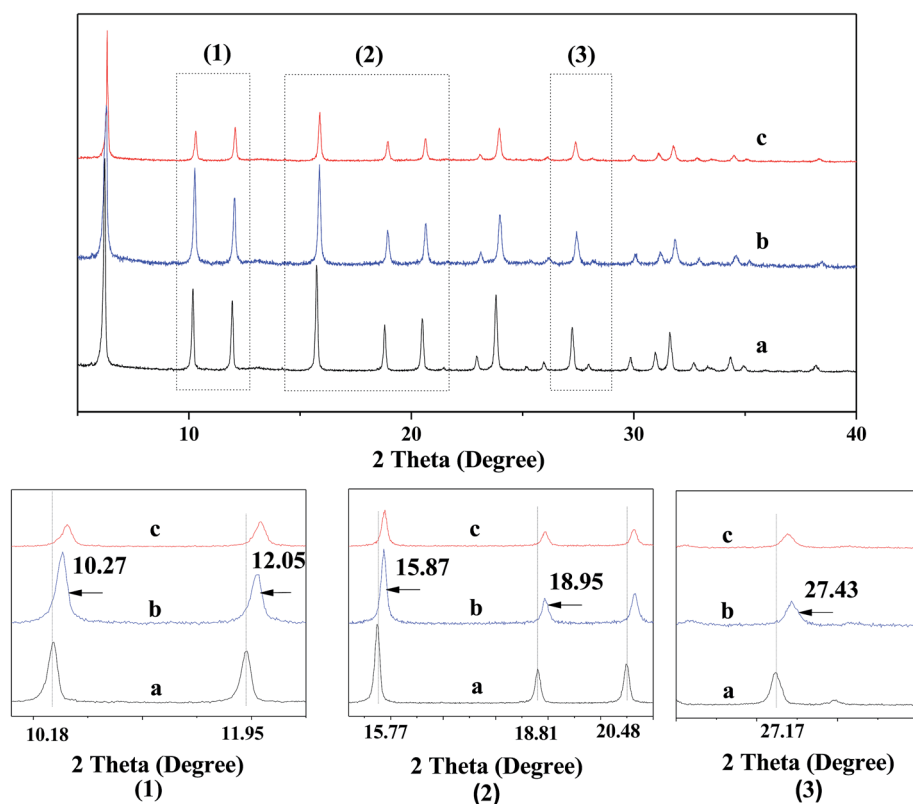 (1) (2) (3)
c
b
a
10 20 30 40
2 Theta (Degree)
c
10.27 12.05
b
a
10.18 11.95
2 Theta (Degree)
(1)
c
15.87
18.95
b
a
15.77 18.81 20.48
2 Theta (Degree)
(2)
c
27.43
b
a
27.17
2 Theta (Degree)
(3)